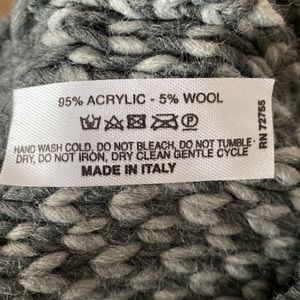 95% ACRYLIC - 5% WOOL
HAND WASH COLD, DO NOT BLEACH, DO NOT TUMBLE
DRY, DO NOT IRON, DRY CLEAN GENTLE CYCLE
MADE IN ITALY
RN 72755